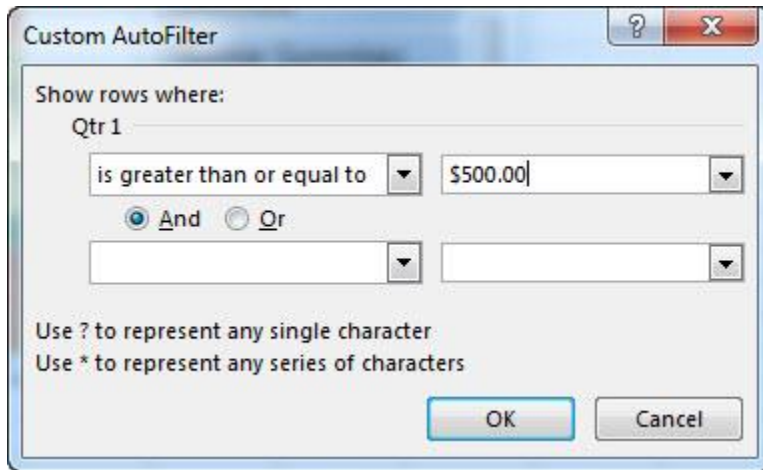 Custom AutoFilter
?
Show rows where:
Qtr 1
is greater than or equal to $500.00
And Or
Use ? to represent any single character
Use * to represent any series of characters
OK Cancel